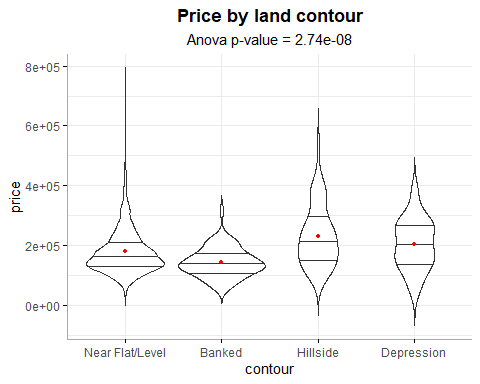 Price by land contour
Anova p-value = 2.74e-08
8e+05
6e+05
4e+05
2e+05
0e+00
price
Near Flat/Level Banked Hillside Depression
contour